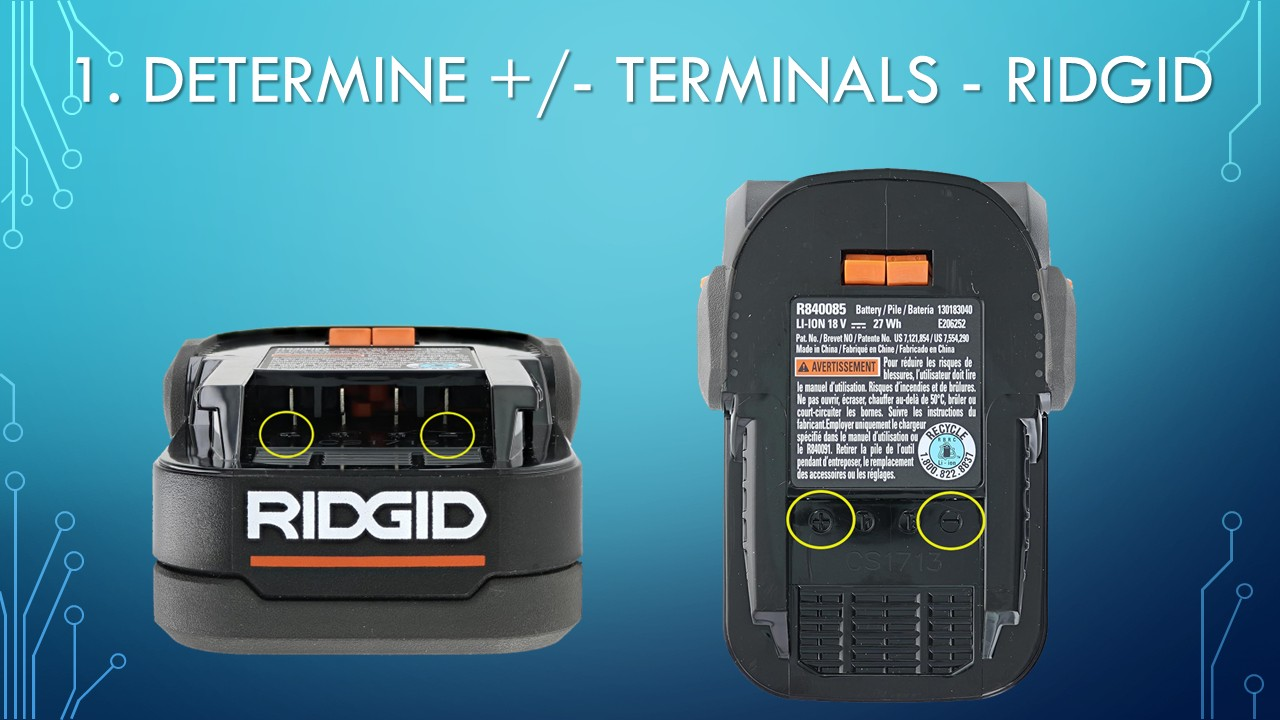 1. DETERMINE +/- TERMINALS - RIDGID
RIDGID
R840085 Battery / Pile / Bateria 130183040
LI-ION 18 V 27 Wh E206252
Pat. No. / Brevet NO / Patente No. US 7,121,854 / US 7,554,290
Made in China / Fabriqué en Chine / Fabricado en China
AVERTISSEMENT Pour réduire les risques de
blessures, l'utilisateur doit lire
le manuel d'utilisation. Risques d'incendies et de brûlures.
Ne pas ouvrir, écraser, chauffer au-delà de 50°C, brûler ou
court-circuiter les bornes. Suivre les instructions du
fabricant.Employer uniquement le chargeur
spécifié dans le manuel d'utilisation ou
le R840091. Retirer la pile de l'outil
pendant d'entreposer, le remplacement
des accessoires ou les réglages.
RECYCLE
RBRC
Li-Ion
1.800.822.8837
+ -
CS1713